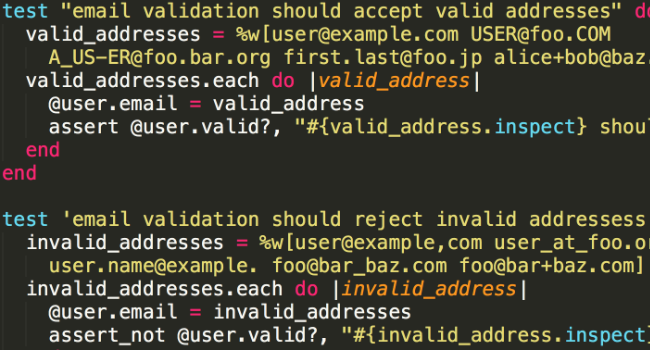 test "email validation should accept valid addresses" do
valid_addresses = %w[user@example.com USER@foo.COM
A_US-ER@foo.bar.org first.last@foo.jp alice+bob@baz.
valid_addresses.each do |valid_address|
@user.email = valid_address
assert @user.valid?, "#{valid_address.inspect} shoul
end
end
test 'email validation should reject invalid addressess
invalid_addresses = %w[user@example,com user_at_foo.or
user.name@example. foo@bar_baz.com foo@bar+baz.com]
invalid_addresses.each do |invalid_address|
@user.email = invalid_addresses
assert_not @user.valid?, "#{invalid_address.inspect}